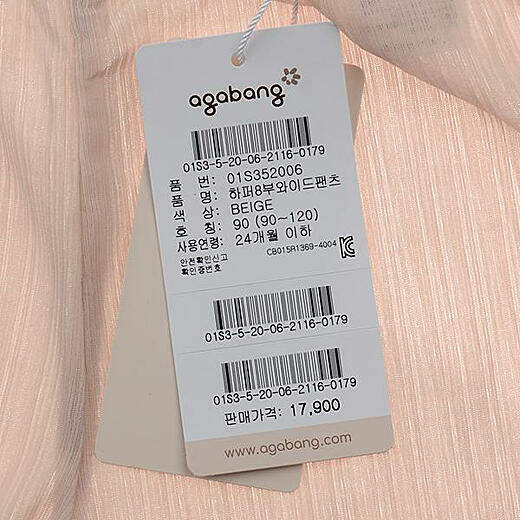 agabang
01S3-5-20-06-2116-0179
품 번: 01S352006
품 명: 하퍼8부와이드팬츠
색 상: BEIGE
호 칭: 90 (90~120)
사용연령: 24개월 이하
안전확인신고
확인증번호 CB015R1369-4004
01S3-5-20-06-2116-0179
01S3-5-20-06-2116-0179
판매가격: 17,900
www.agabang.com